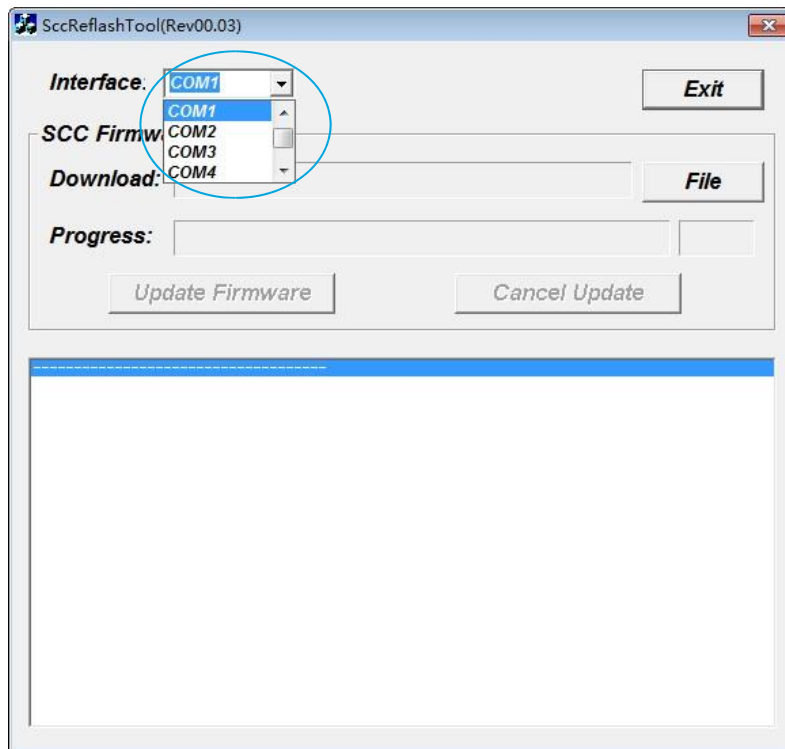 SccReflashTool(Rev00.03)
Interface: COM1
Exit
COM1
COM2
COM3
COM4
SCC Firmw
Download:
File
Progress:
Update Firmware
Cancel Update
------------------------------------